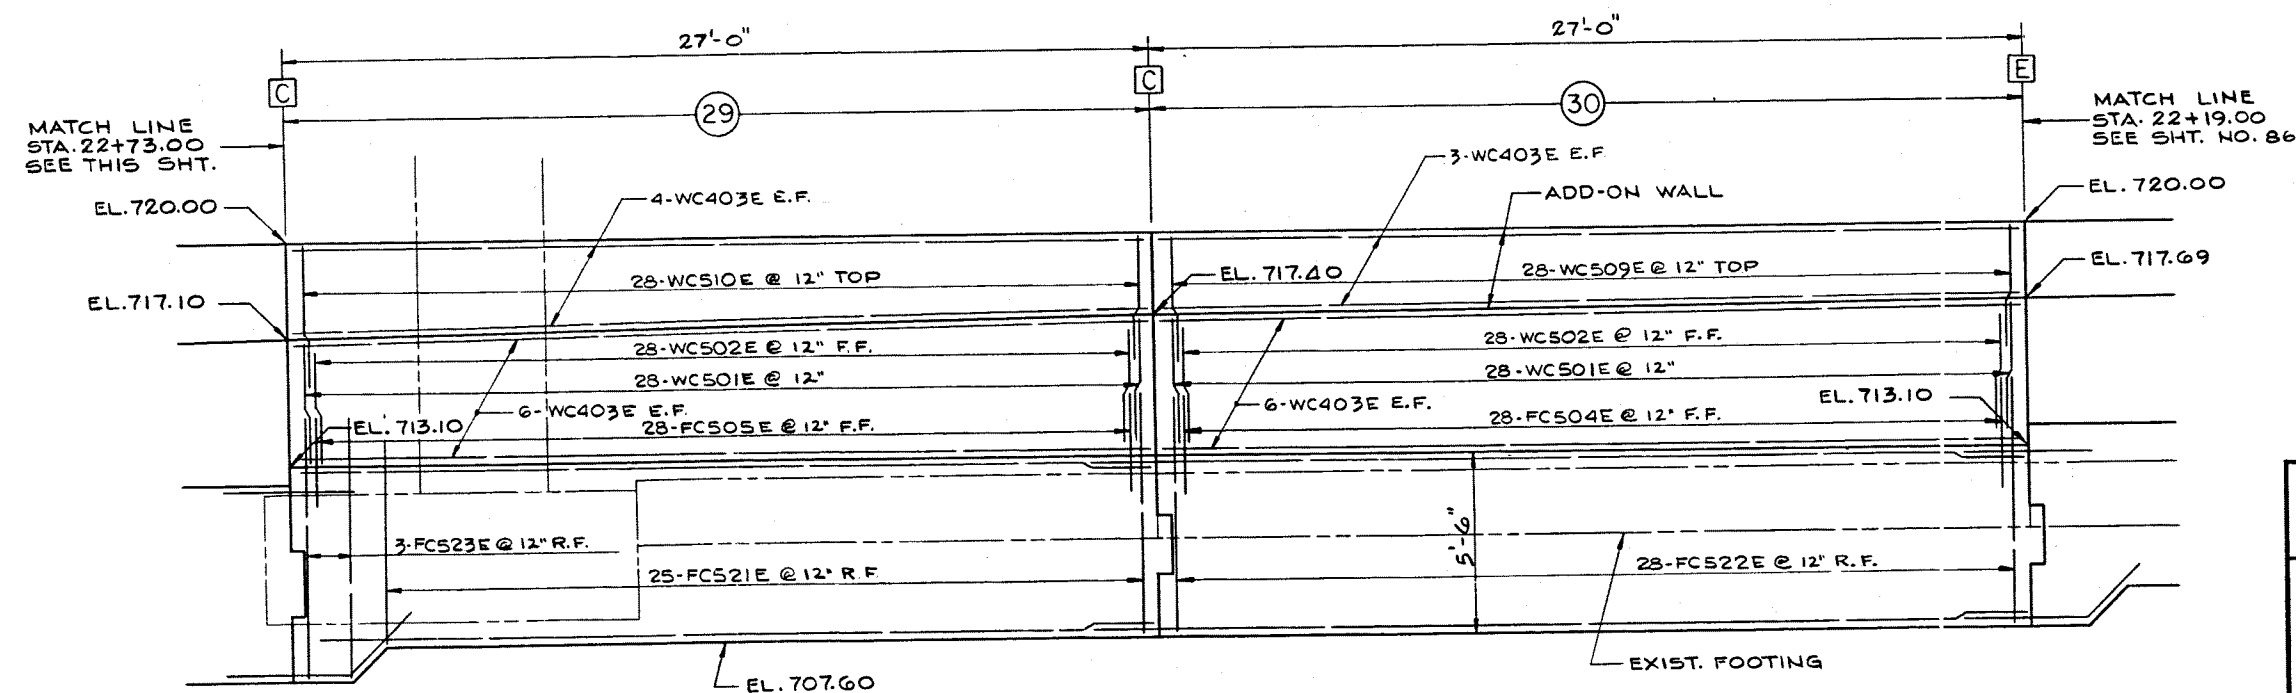 27'-0"
27'-0"
C
C
E
29
30
MATCH LINE
STA. 22+73.00
SEE THIS SHT.
MATCH LINE
STA. 22+19.00
SEE SHT. NO. 86
3-WC403E E.F.
4-WC403E E.F.
ADD-ON WALL
EL. 720.00
EL. 720.00
28-WC510E @ 12" TOP
EL. 717.40
28-WC509E @ 12" TOP
EL. 717.69
EL. 717.10
28-WC502E @ 12" F.F.
28-WC502E @ 12" F.F.
28-WC501E @ 12"
28-WC501E @ 12"
6-WC403E E.F.
6-WC403E E.F.
EL. 713.10
EL. 713.10
28-FC505E @ 12" F.F.
28-FC504E @ 12" F.F.
5'-6"
3-FC523E @ 12" R.F.
25-FC521E @ 12" R.F.
28-FC522E @ 12" R.F.
EXIST. FOOTING
EL. 707.60